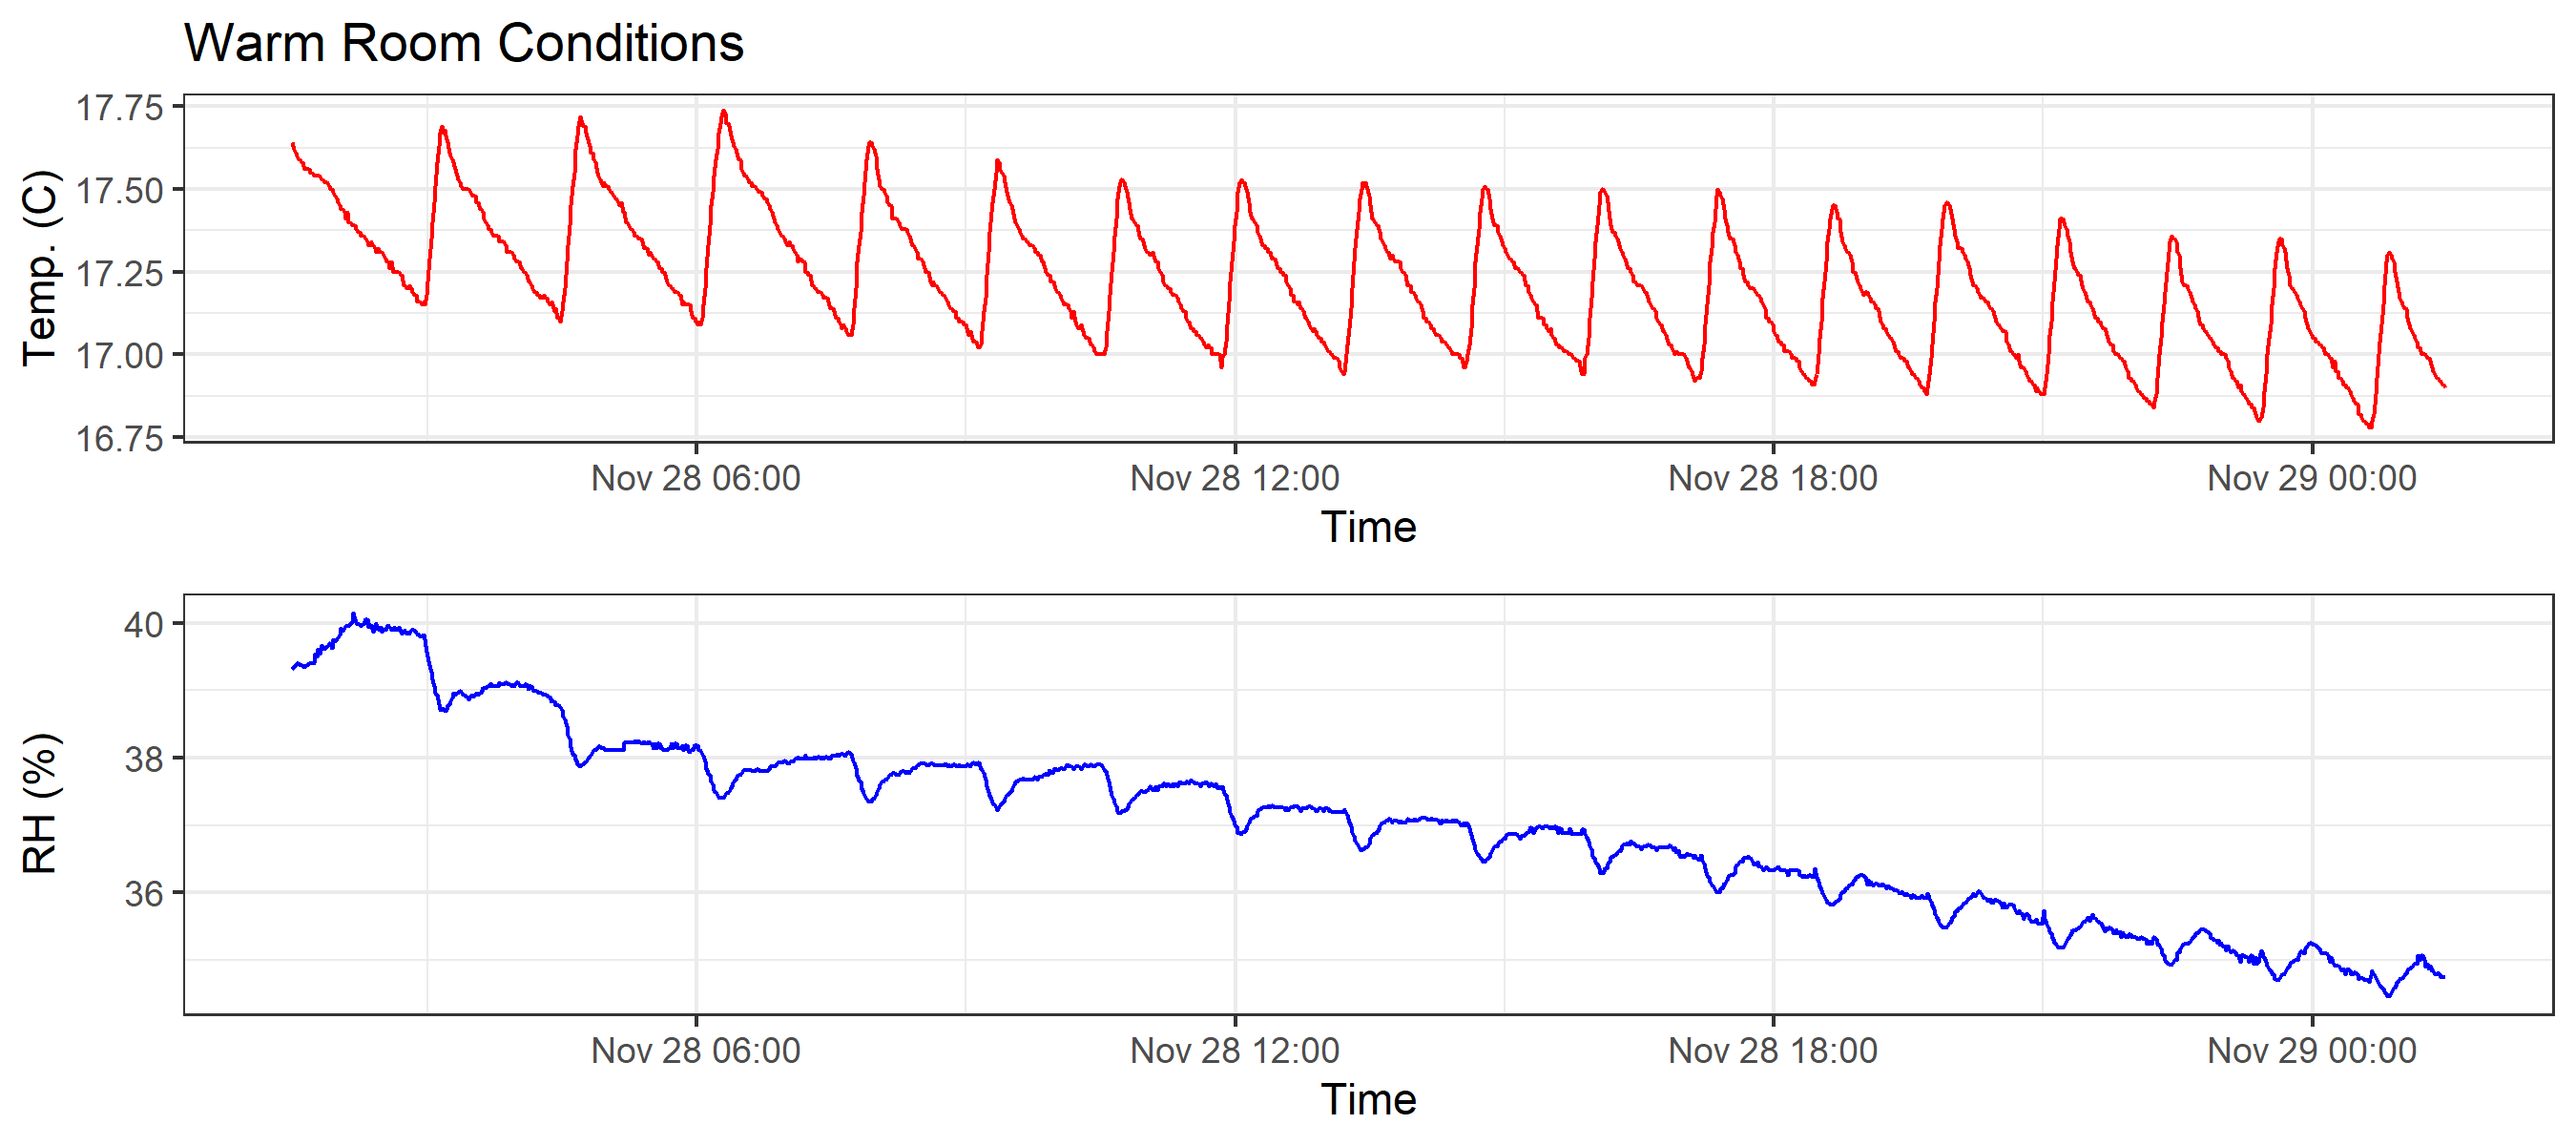 Warm Room Conditions
Temp. (C)
17.75
17.50
17.25
17.00
16.75
Nov 28 06:00 Nov 28 12:00 Nov 28 18:00 Nov 29 00:00
Time
RH (%)
40
38
36
Nov 28 06:00 Nov 28 12:00 Nov 28 18:00 Nov 29 00:00
Time